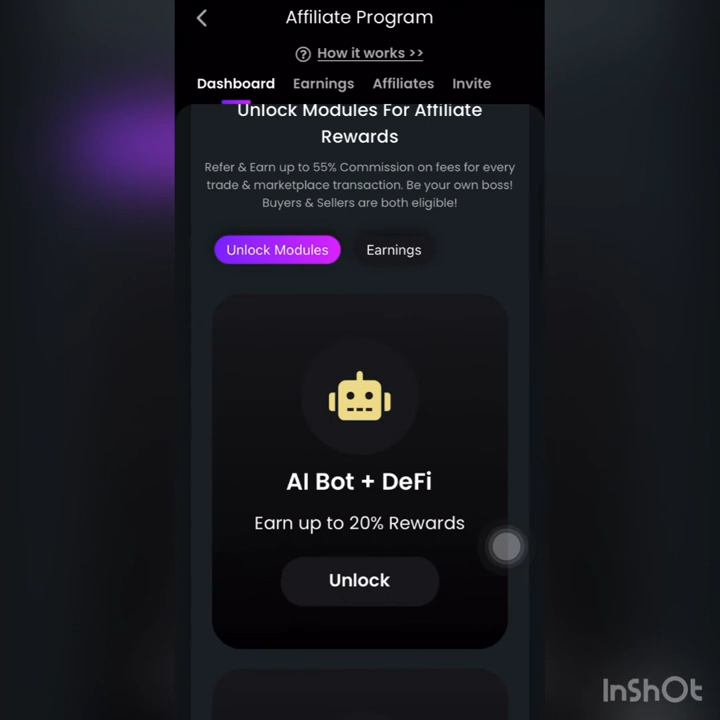 Affiliate Program
? How it works >>
Dashboard Earnings Affiliates Invite
Unlock Modules For Affiliate
Rewards
Refer & Earn up to 55% Commission on fees for every
trade & marketplace transaction. Be your own boss!
Buyers & Sellers are both eligible!
Unlock Modules Earnings
AI Bot + DeFi
Earn up to 20% Rewards
Unlock
InShOt